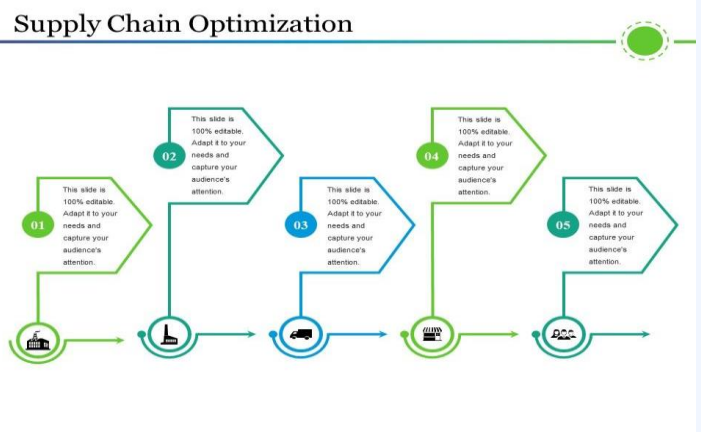 Supply Chain Optimization
01
This slide is
100% editable.
Adapt it to your
needs and
capture your
audience's
attention.
02
This slide is
100% editable.
Adapt it to your
needs and
capture your
audience's
attention.
03
This slide is
100% editable.
Adapt it to your
needs and
capture your
audience's
attention.
04
This slide is
100% editable.
Adapt it to your
needs and
capture your
audience's
attention.
05
This slide is
100% editable.
Adapt it to your
needs and
capture your
audience's
attention.